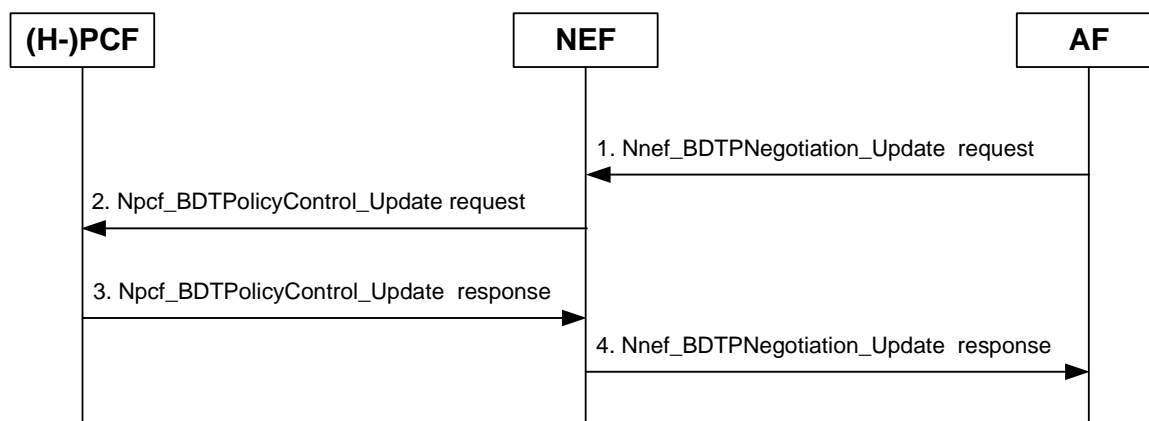 (H-)PCF
NEF
AF
1. Nnef_BDTPNegotiation_Update request
2. Npcf_BDTPolicyControl_Update request
3. Npcf_BDTPolicyControl_Update response
4. Nnef_BDTPNegotiation_Update response